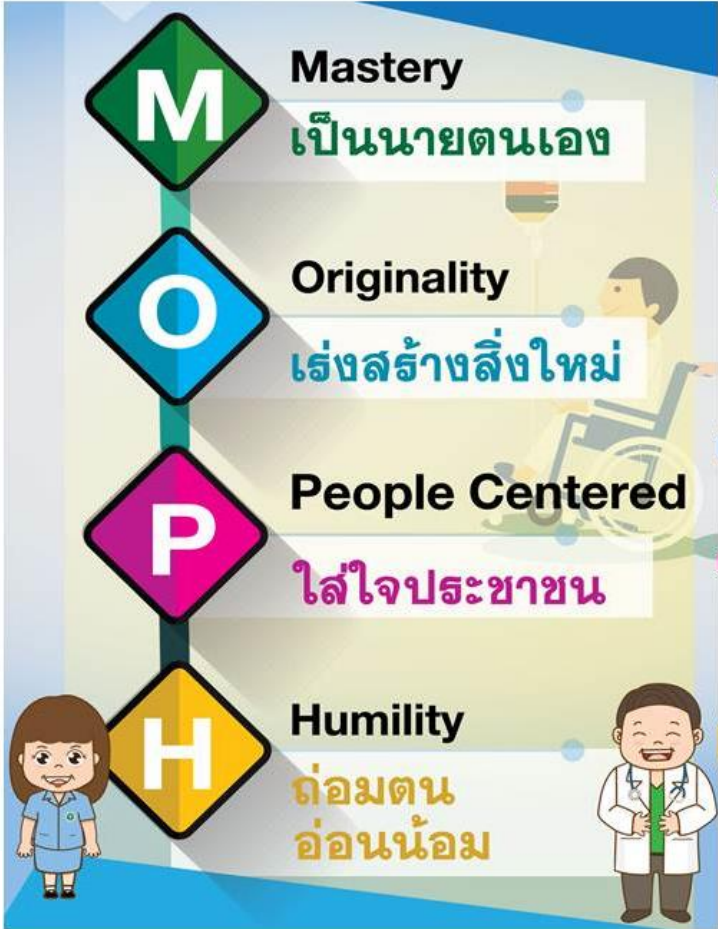 M
Mastery
เป็นนายตนเอง
O
Originality
เร่งสร้างสิ่งใหม่
P
People Centered
ใส่ใจประชาชน
H
Humility
ถ่อมตน
อ่อนน้อม